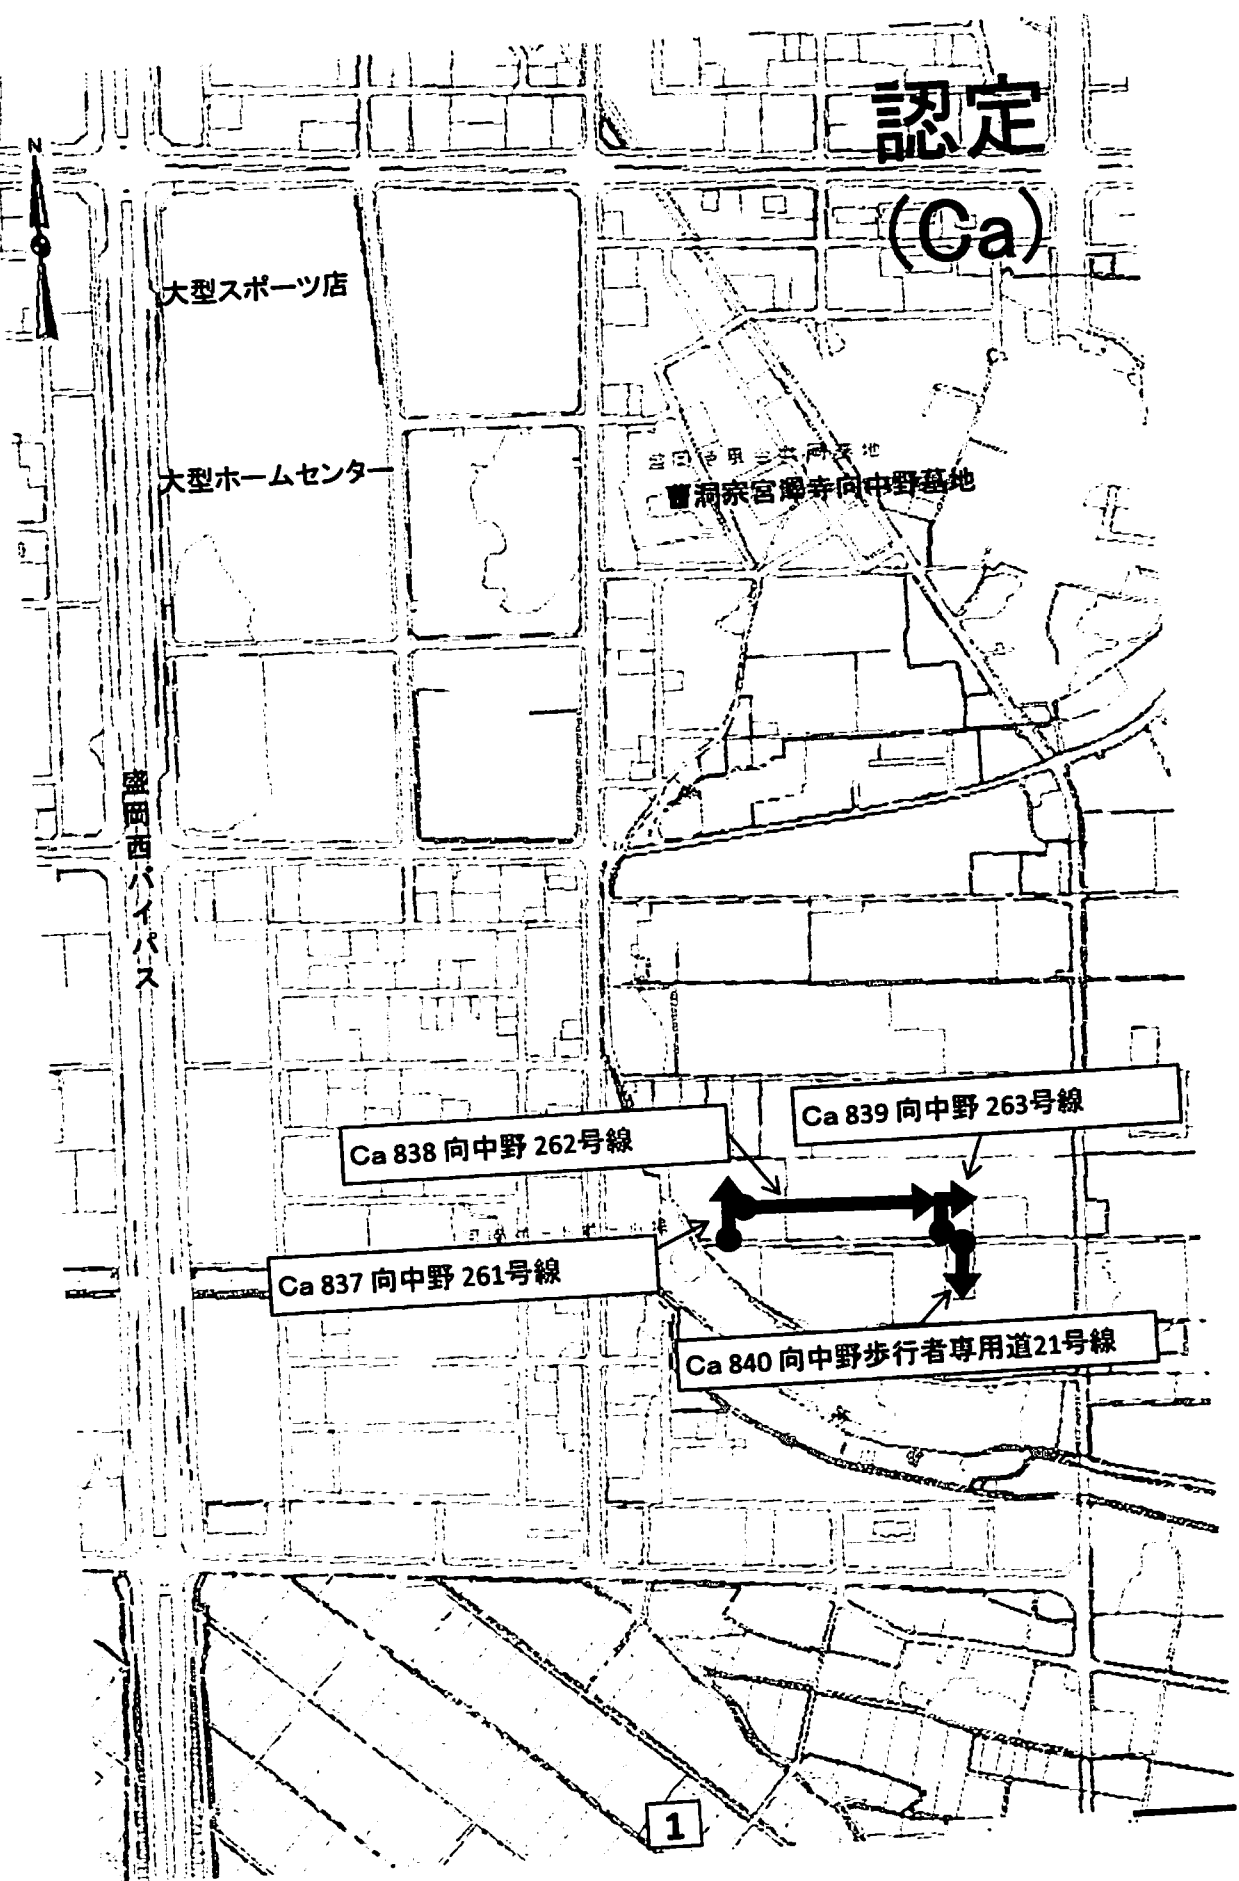 認定
(Ca)
N
大型スポーツ店
大型ホームセンター
曹洞宗宮澤寺向中野墓地
盛岡西バイパス
Ca 839 向中野 263号線
Ca 838 向中野 262号線
Ca 837 向中野 261号線
Ca 840 向中野歩行者専用道21号線
1